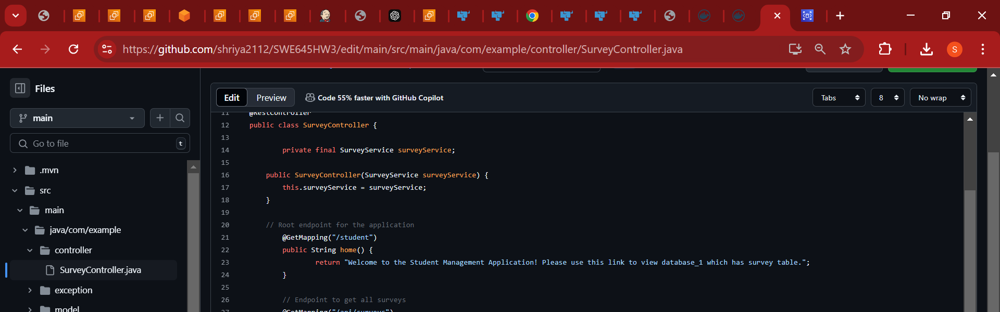 https://github.com/shriya2112/SWE645HW3/edit/main/src/main/java/com/example/controller/SurveyController.java
S
Files
main
Go to file
t
.mvn
src
main
java/com/example
controller
SurveyController.java
exception
model
Edit
Preview
Code 55% faster with GitHub Copilot
Tabs
8
No wrap
11 @RestController
12 public class SurveyController {
13
14 private final SurveyService surveyService;
15
16 public SurveyController(SurveyService surveyService) {
17 this.surveyService = surveyService;
18 }
19
20 // Root endpoint for the application
21 @GetMapping("/student")
22 public String home() {
23 return "Welcome to the Student Management Application! Please use this link to view database_1 which has survey table.";
24 }
25
26 // Endpoint to get all surveys
27 @GetMapping("/api/surveys")